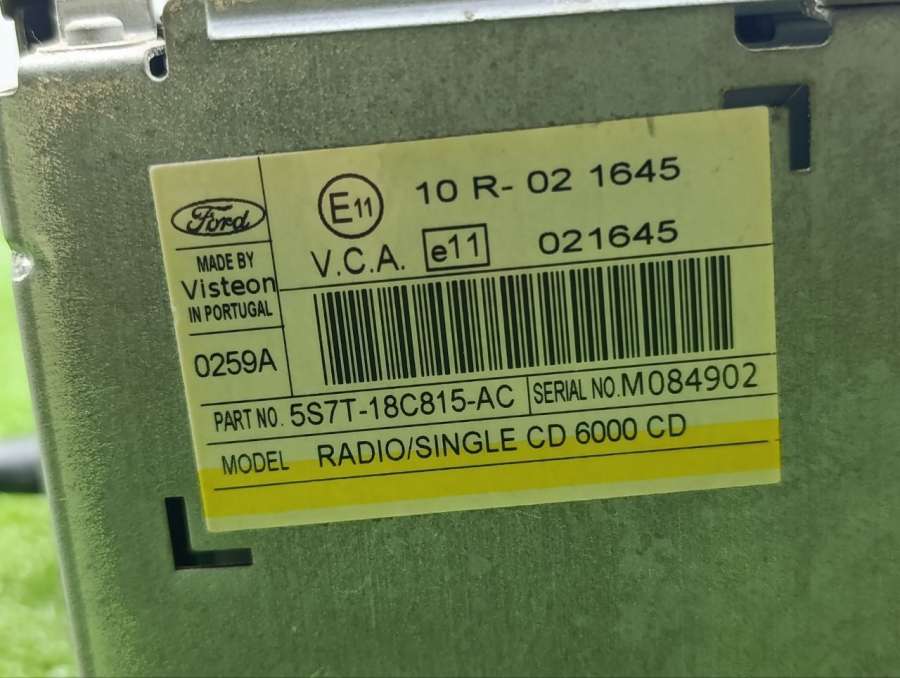 Ford
MADE BY
Visteon
IN PORTUGAL
0259A
E11 10 R- 02 1645
V.C.A. e11 021645
PART NO. 5S7T-18C815-AC SERIAL NO. M084902
MODEL RADIO/SINGLE CD 6000 CD